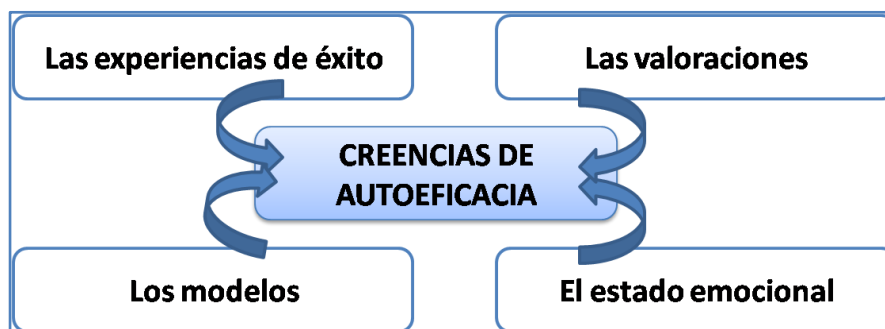 Las experiencias de éxito
Las valoraciones
CREENCIAS DE
AUTOEFICACIA
Los modelos
El estado emocional